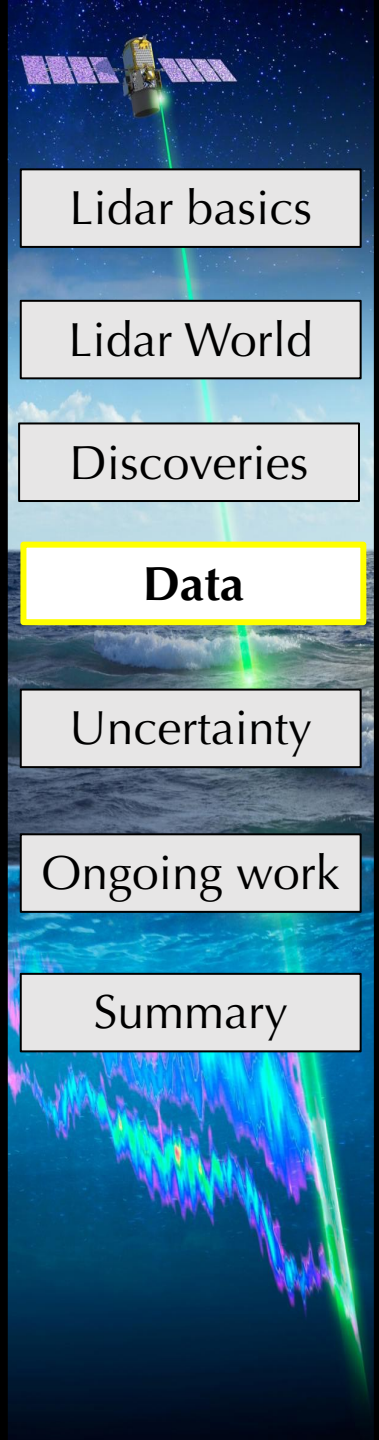 Lidar basics
Lidar World
Discoveries
Data
Uncertainty
Ongoing work
Summary